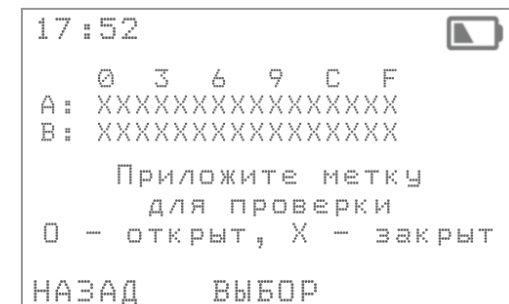 17:52
0 3 6 9 C F
A: XXXXXXXXXXXXXXXX
B: XXXXXXXXXXXXXXXX
Приложите метку
для проверки
O - открыт, X - закрыт
НАЗАД ВЫБОР